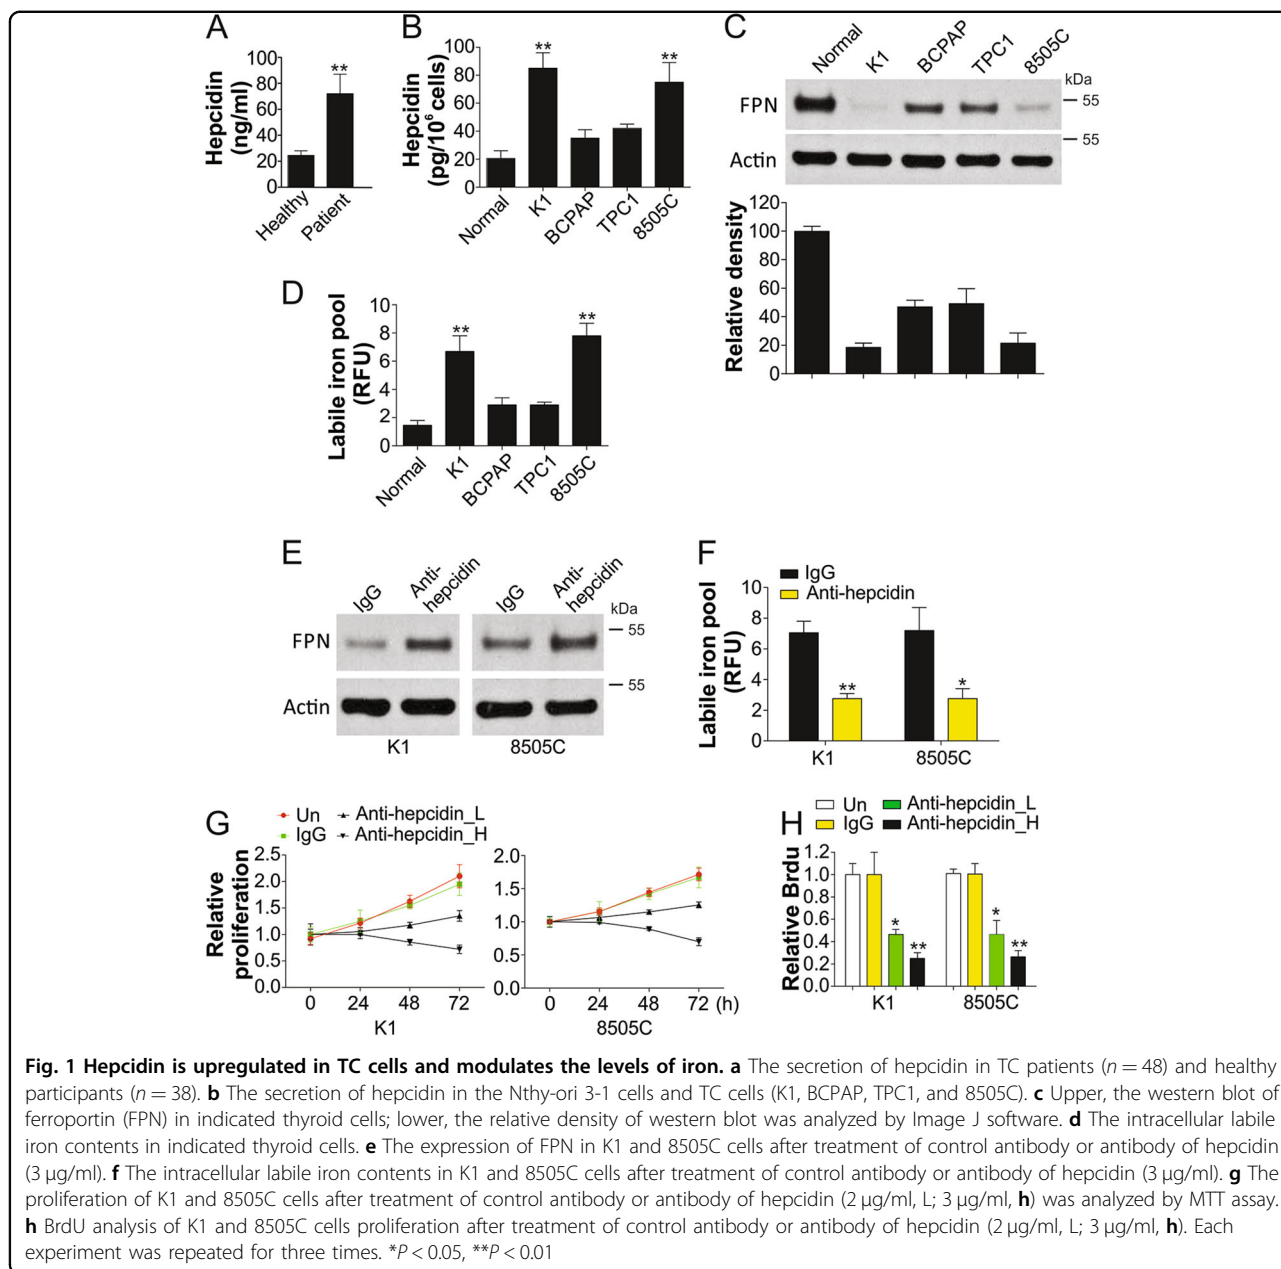 A
Hepcidin
(ng/ml)
100
80
60
40
20
0
**
Healthy
Patient
B
Hepcidin
(pg/10⁶ cells)
100
80
60
40
20
0
**
**
Normal
K1
BCPAP
TPC1
8505C
C
Normal
K1
BCPAP
TPC1
8505C
kDa
FPN
55
55
Actin
Relative density
120
100
80
60
40
20
0
D
Labile iron pool
(RFU)
10
8
6
4
2
0
**
**
Normal
K1
BCPAP
TPC1
8505C
E
IgG
Anti-
hepcidin
IgG
Anti-
hepcidin
kDa
FPN
55
55
Actin
K1
8505C
F
IgG
Anti-hepcidin
Labile iron pool
(RFU)
10
8
6
4
2
0
**
*
K1
8505C
G
Un
Anti-hepcidin_L
IgG
Anti-hepcidin_H
Relative
proliferation
2.5
2.0
1.5
1.0
0.5
0.0
0 24 48 72
K1
2.0
1.5
1.0
0.5
0.0
0 24 48 72 (h)
8505C
H
Un
Anti-hepcidin_L
IgG
Anti-hepcidin_H
Relative Brdu
1.2
1.0
0.8
0.6
0.4
0.2
0.0
*
**
*
**
K1
8505C
Fig. 1 Hepcidin is upregulated in TC cells and modulates the levels of iron. a The secretion of hepcidin in TC patients (n = 48) and healthy
participants (n = 38). b The secretion of hepcidin in the Nthy-ori 3-1 cells and TC cells (K1, BCPAP, TPC1, and 8505C). c Upper, the western blot of
ferroportin (FPN) in indicated thyroid cells; lower, the relative density of western blot was analyzed by Image J software. d The intracellular labile
iron contents in indicated thyroid cells. e The expression of FPN in K1 and 8505C cells after treatment of control antibody or antibody of hepcidin
(3 μg/ml). f The intracellular labile iron contents in K1 and 8505C cells after treatment of control antibody or antibody of hepcidin (3 μg/ml). g The
proliferation of K1 and 8505C cells after treatment of control antibody or antibody of hepcidin (2 μg/ml, L; 3 μg/ml, h) was analyzed by MTT assay.
h BrdU analysis of K1 and 8505C cells proliferation after treatment of control antibody or antibody of hepcidin (2 μg/ml, L; 3 μg/ml, h). Each
experiment was repeated for three times. *P < 0.05, **P < 0.01